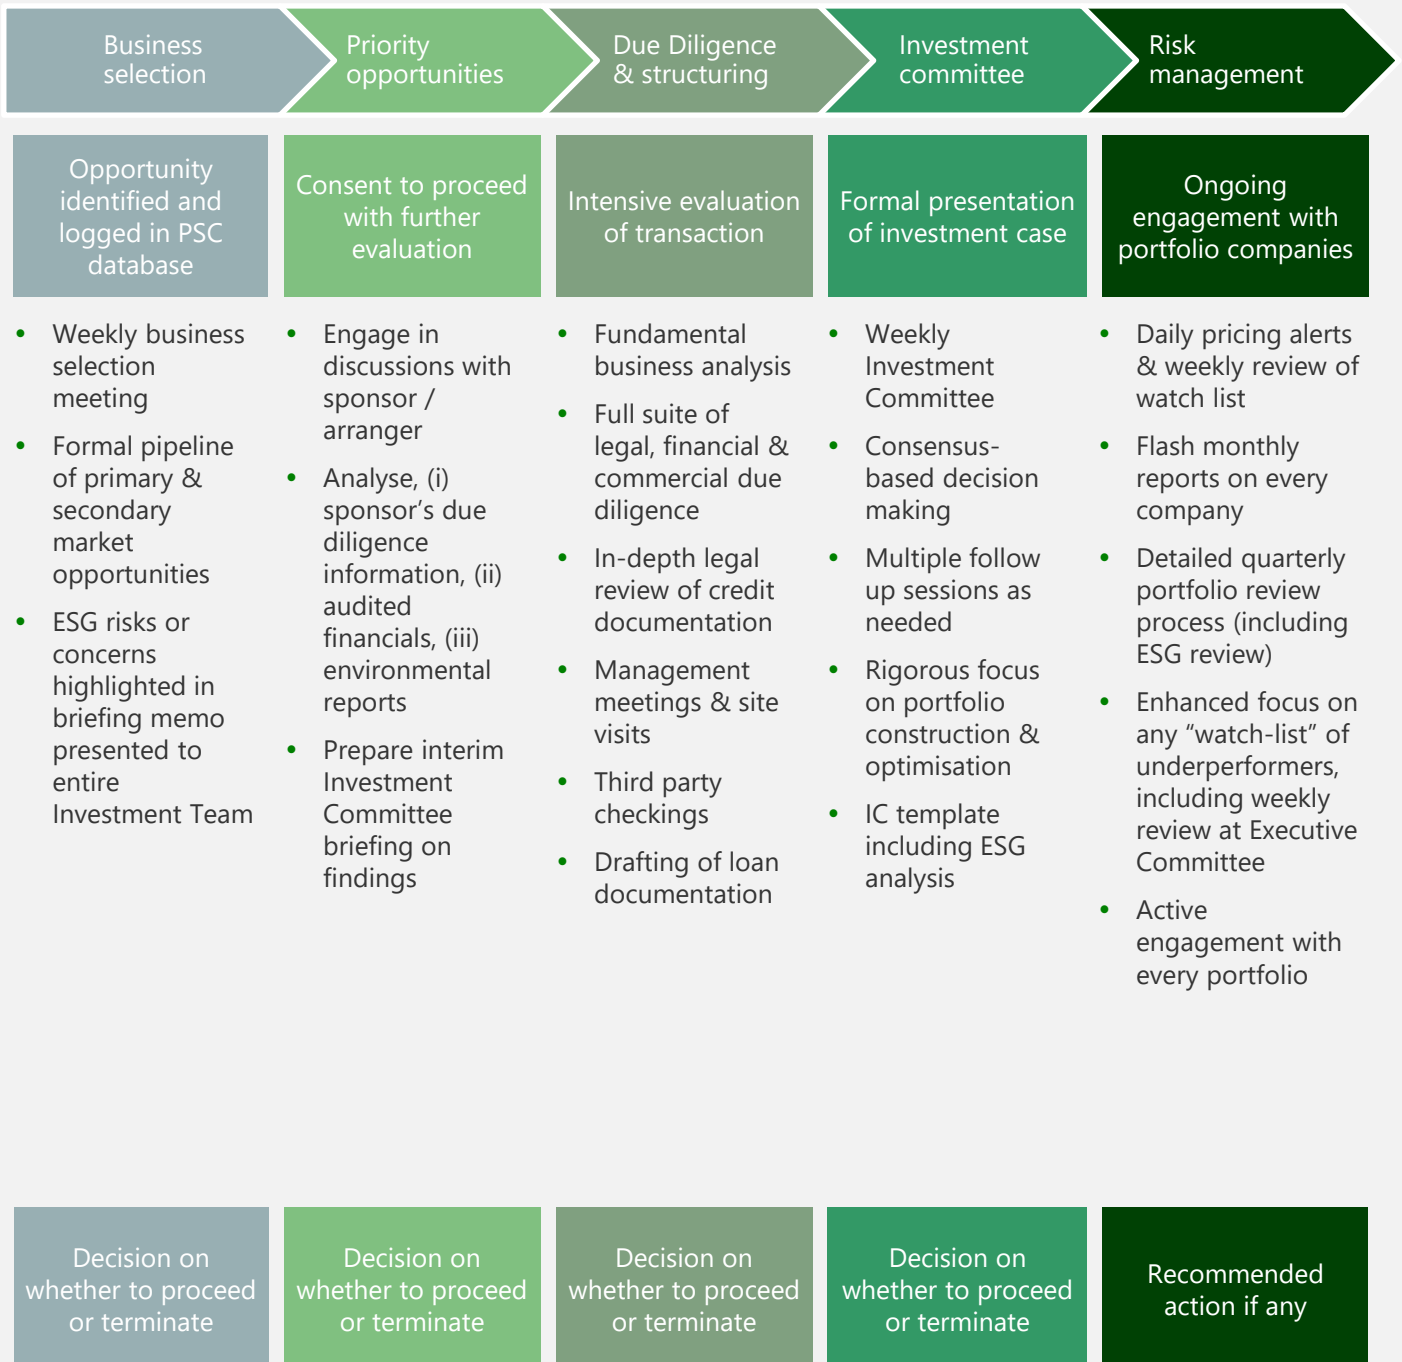 Business
selection
Priority
opportunities
Due Diligence
& structuring
Investment
committee
Risk
management
Opportunity
identified and
logged in PSC
database
Consent to proceed
with further
evaluation
Intensive evaluation
of transaction
Formal presentation
of investment case
Ongoing
engagement with
portfolio companies
• Weekly business
selection
meeting
• Formal pipeline
of primary &
secondary
market
opportunities
• ESG risks or
concerns
highlighted in
briefing memo
presented to
entire
Investment Team
• Engage in
discussions with
sponsor /
arranger
• Analyse, (i)
sponsor’s due
diligence
information, (ii)
audited
financials, (iii)
environmental
reports
• Prepare interim
Investment
Committee
briefing on
findings
• Fundamental
business analysis
• Full suite of
legal, financial &
commercial due
diligence
• In-depth legal
review of credit
documentation
• Management
meetings & site
visits
• Third party
checkings
• Drafting of loan
documentation
• Weekly
Investment
Committee
• Consensus-
based decision
making
• Multiple follow
up sessions as
needed
• Rigorous focus
on portfolio
construction &
optimisation
• IC template
including ESG
analysis
• Daily pricing alerts
& weekly review of
watch list
• Flash monthly
reports on every
company
• Detailed quarterly
portfolio review
process (including
ESG review)
• Enhanced focus on
any “watch-list” of
underperformers,
including weekly
review at Executive
Committee
• Active
engagement with
every portfolio
Decision on
whether to proceed
or terminate
Decision on
whether to proceed
or terminate
Decision on
whether to proceed
or terminate
Decision on
whether to proceed
or terminate
Recommended
action if any